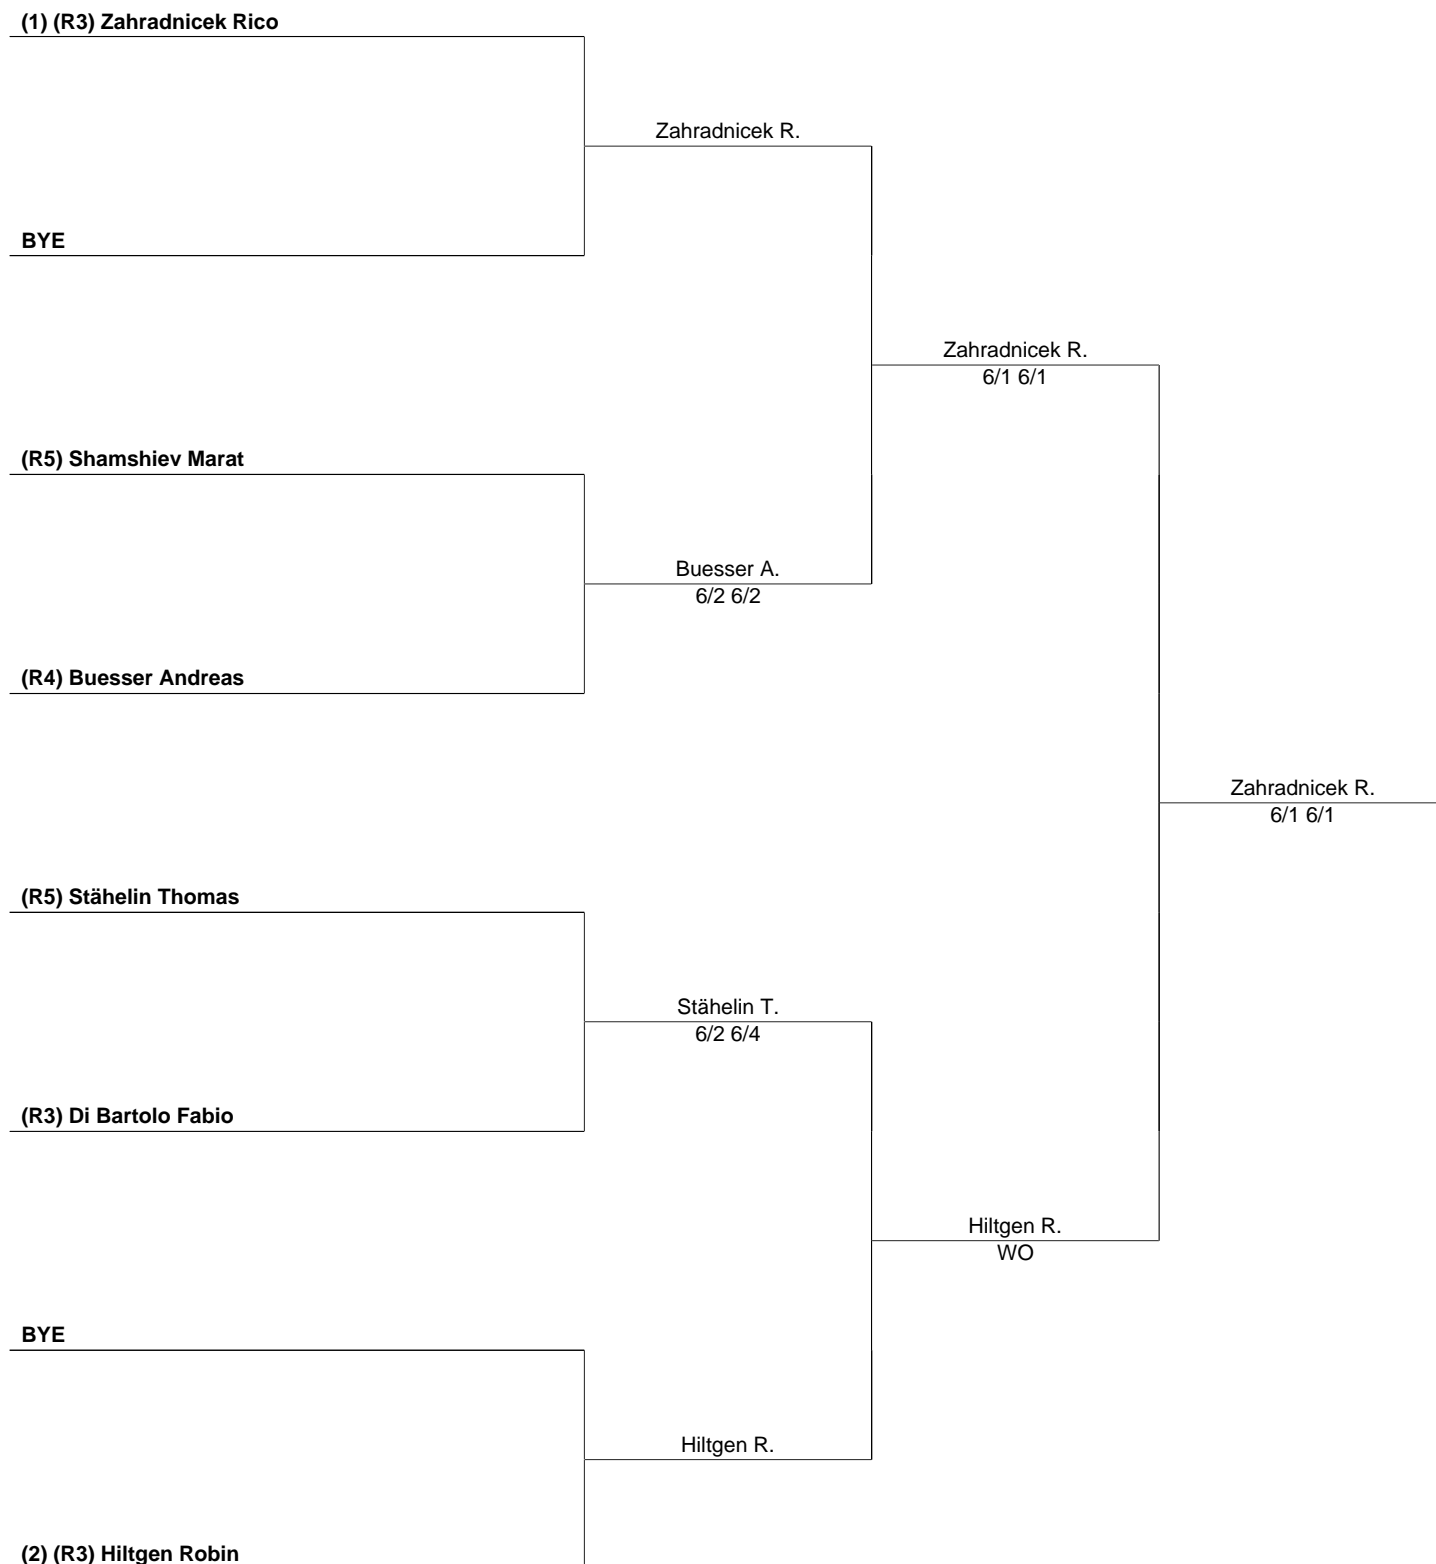 (1) (R3) Zahradnicek Rico
Zahradnicek R.
BYE
Zahradnicek R.
6/1 6/1
(R5) Shamshiev Marat
Buesser A.
6/2 6/2
(R4) Buesser Andreas
Zahradnicek R.
6/1 6/1
(R5) Stähelin Thomas
Stähelin T.
6/2 6/4
(R3) Di Bartolo Fabio
Hiltgen R.
WO
BYE
Hiltgen R.
(2) (R3) Hiltgen Robin